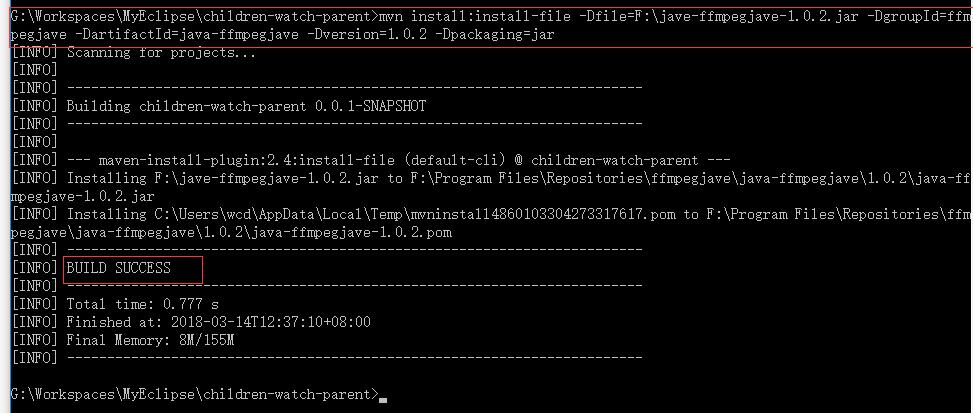 G:\Workspaces\MyEclipse\children-watch-parent>mvn install:install-file -Dfile=F:\jave-ffmpegjave-1.0.2.jar -DgroupId=ffm
pegjave -DartifactId=java-ffmpegjave -Dversion=1.0.2 -Dpackaging=jar
[INFO] Scanning for projects...
[INFO]
[INFO] ------------------------------------------------------------------------
[INFO] Building children-watch-parent 0.0.1-SNAPSHOT
[INFO] ------------------------------------------------------------------------
[INFO]
[INFO] --- maven-install-plugin:2.4:install-file (default-cli) @ children-watch-parent ---
[INFO] Installing F:\jave-ffmpegjave-1.0.2.jar to F:\Program Files\Repositories\ffmpegjave\java-ffmpegjave\1.0.2\java-ff
mpegjave-1.0.2.jar
[INFO] Installing C:\Users\wcd\AppData\Local\Temp\mvninstall4860103304273317617.pom to F:\Program Files\Repositories\ffm
pegjave\java-ffmpegjave\1.0.2\java-ffmpegjave-1.0.2.pom
[INFO] ------------------------------------------------------------------------
[INFO] BUILD SUCCESS
[INFO] ------------------------------------------------------------------------
[INFO] Total time: 0.777 s
[INFO] Finished at: 2018-03-14T12:37:10+08:00
[INFO] Final Memory: 8M/155M
[INFO] ------------------------------------------------------------------------
G:\Workspaces\MyEclipse\children-watch-parent>_